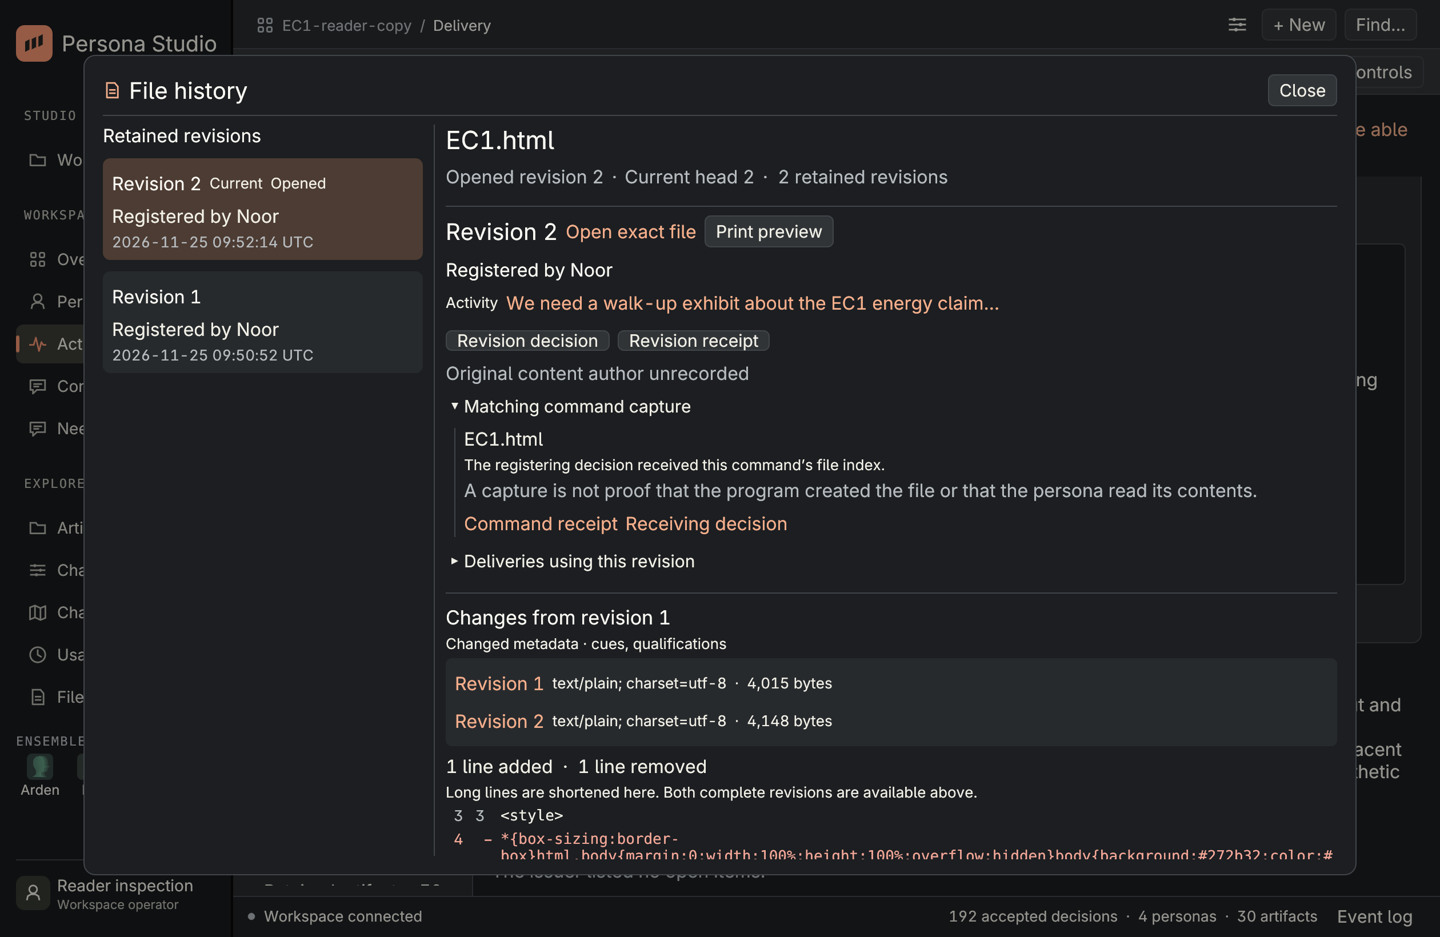 Persona Studio
EC1-reader-copy / Delivery
+ New
Find...
ontrols
e able
STUDIO
Wo
WORKSPA
Ove
Per
Act
Cor
Nee
EXPLORE
Arti
Cha
Cha
Usa
File
ENSEMBLE
Arden
Reader inspection
Workspace operator
File history
Close
Retained revisions
Revision 2 Current Opened
Registered by Noor
2026-11-25 09:52:14 UTC
Revision 1
Registered by Noor
2026-11-25 09:50:52 UTC
EC1.html
Opened revision 2 · Current head 2 · 2 retained revisions
Revision 2 Open exact file Print preview
Registered by Noor
Activity We need a walk-up exhibit about the EC1 energy claim...
Revision decision Revision receipt
Original content author unrecorded
▾ Matching command capture
EC1.html
The registering decision received this command's file index.
A capture is not proof that the program created the file or that the persona read its contents.
Command receipt Receiving decision
▸ Deliveries using this revision
Changes from revision 1
Changed metadata · cues, qualifications
Revision 1 text/plain; charset=utf-8 · 4,015 bytes
Revision 2 text/plain; charset=utf-8 · 4,148 bytes
1 line added · 1 line removed
Long lines are shortened here. Both complete revisions are available above.
3 3 <style>
4 – *{box-sizing:border-
box}html,body{margin:0;width:100%;height:100%;overflow:hidden}body{background:#272b32;color:#
ng
t and
acent
thetic
The issuer listed no open items.
Workspace connected
192 accepted decisions · 4 personas · 30 artifacts
Event log